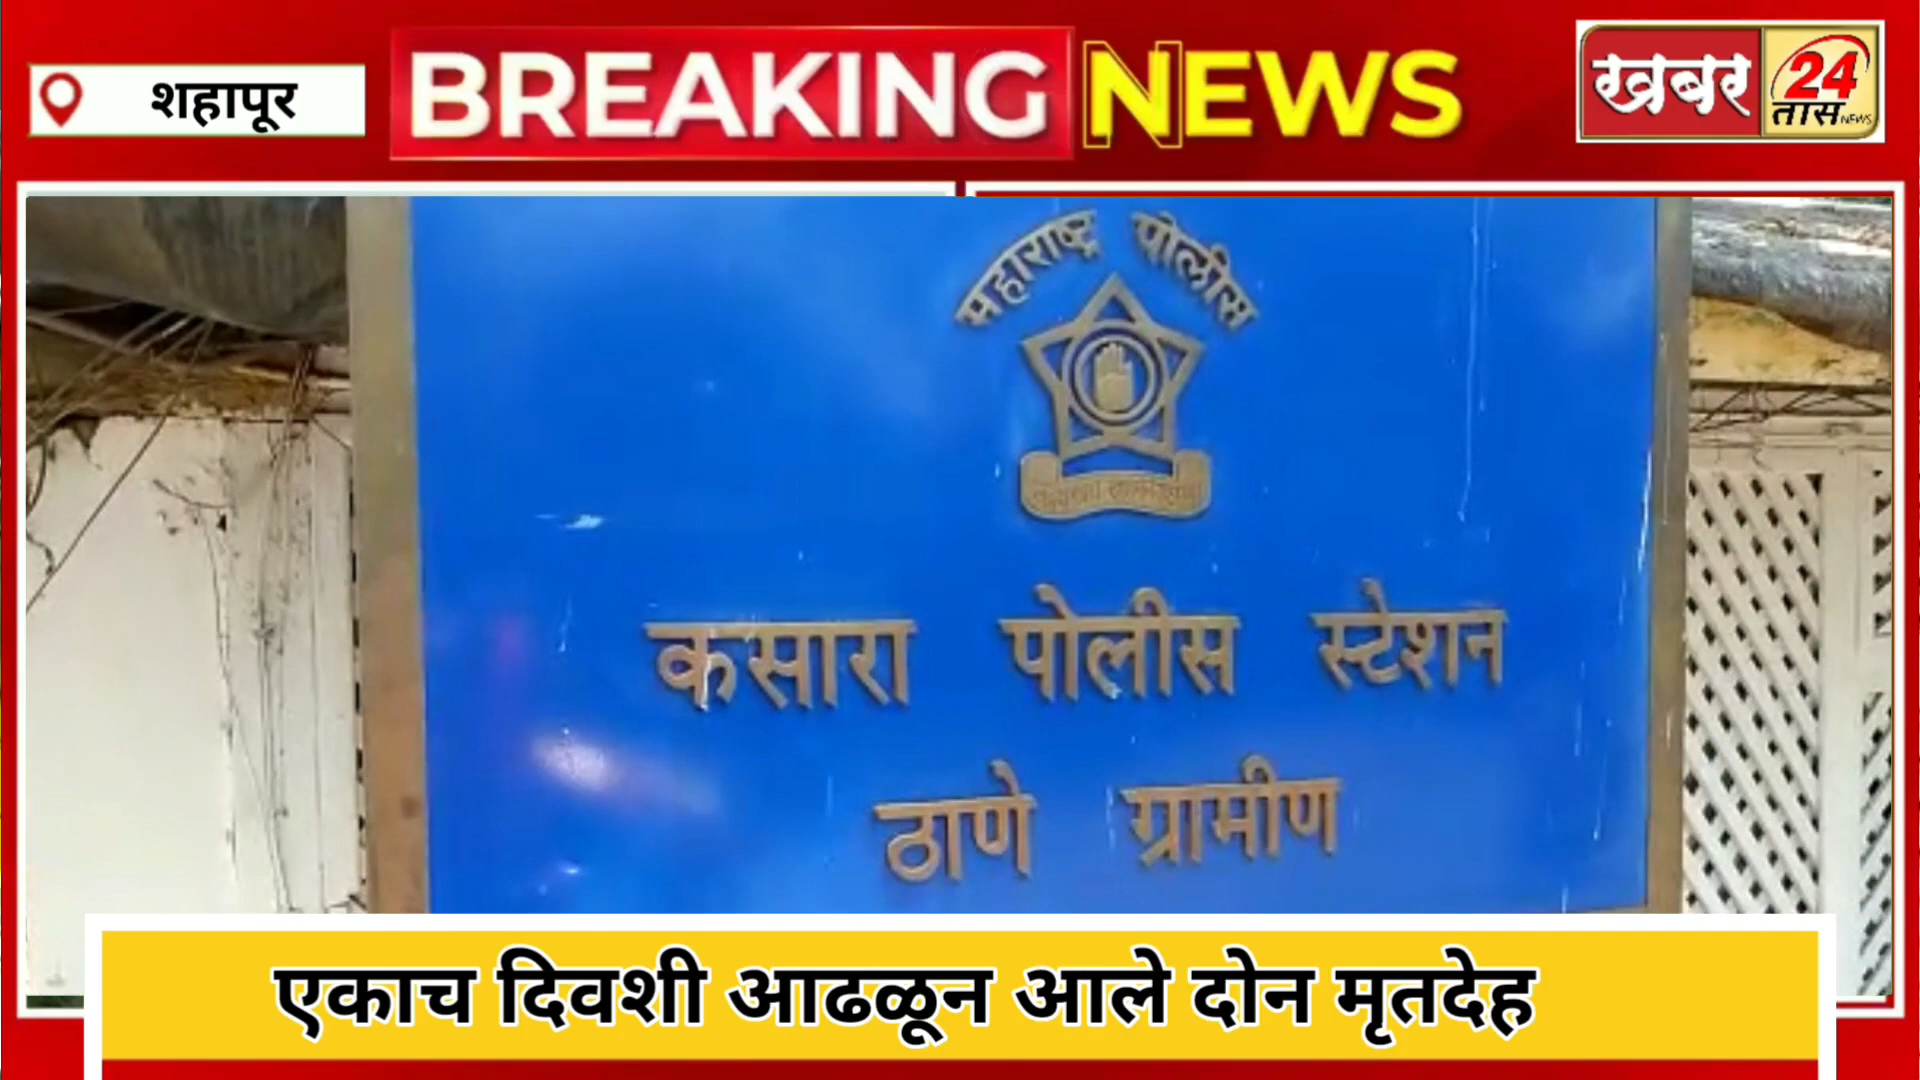 शहापूर
BREAKING NEWS
खबर 24 तास NEWS
महाराष्ट्र पोलीस
कसारा पोलीस स्टेशन
ठाणे ग्रामीण
एकाच दिवशी आढळून आले दोन मृतदेह